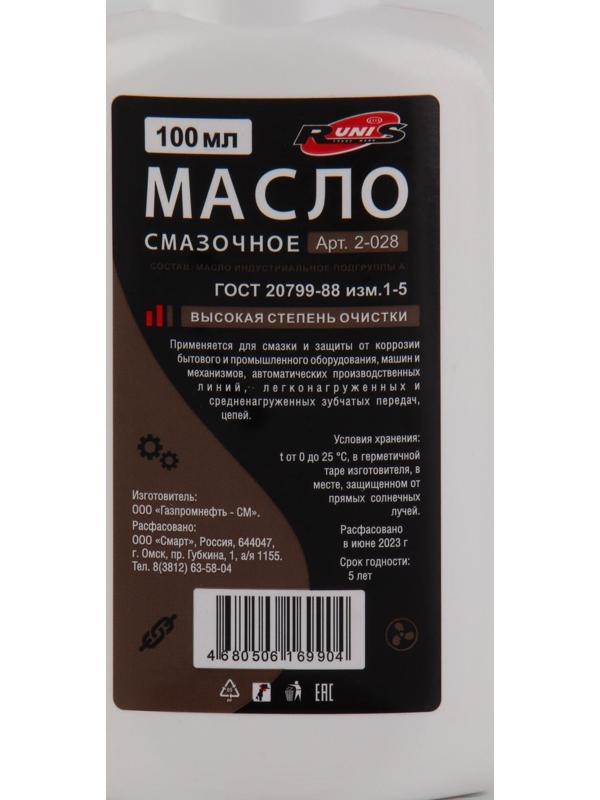 100 мл
RUNIS
TRADE MARK
МАСЛО
СМАЗОЧНОЕ Арт. 2-028
СОСТАВ: МАСЛО ИНДУСТРИАЛЬНОЕ ПОДГРУППЫ А
ГОСТ 20799-88 изм.1-5
ВЫСОКАЯ СТЕПЕНЬ ОЧИСТКИ
Применяется для смазки и защиты от коррозии
бытового и промышленного оборудования, машин и
механизмов, автоматических производственных
линий, легконагруженных и
средненагруженных зубчатых передач,
цепей.
Условия хранения:
t от 0 до 25 °C, в герметичной
таре изготовителя, в
месте, защищенном от
прямых солнечных
лучей.
Изготовитель:
ООО «Газпромнефть - СМ».
Расфасовано:
ООО «Смарт», Россия, 644047,
г. Омск, пр. Губкина, 1, а/я 1155.
Тел. 8(3812) 63-58-04
Расфасовано
в июне 2023 г
Срок годности:
5 лет
4 680506 169904
EAC